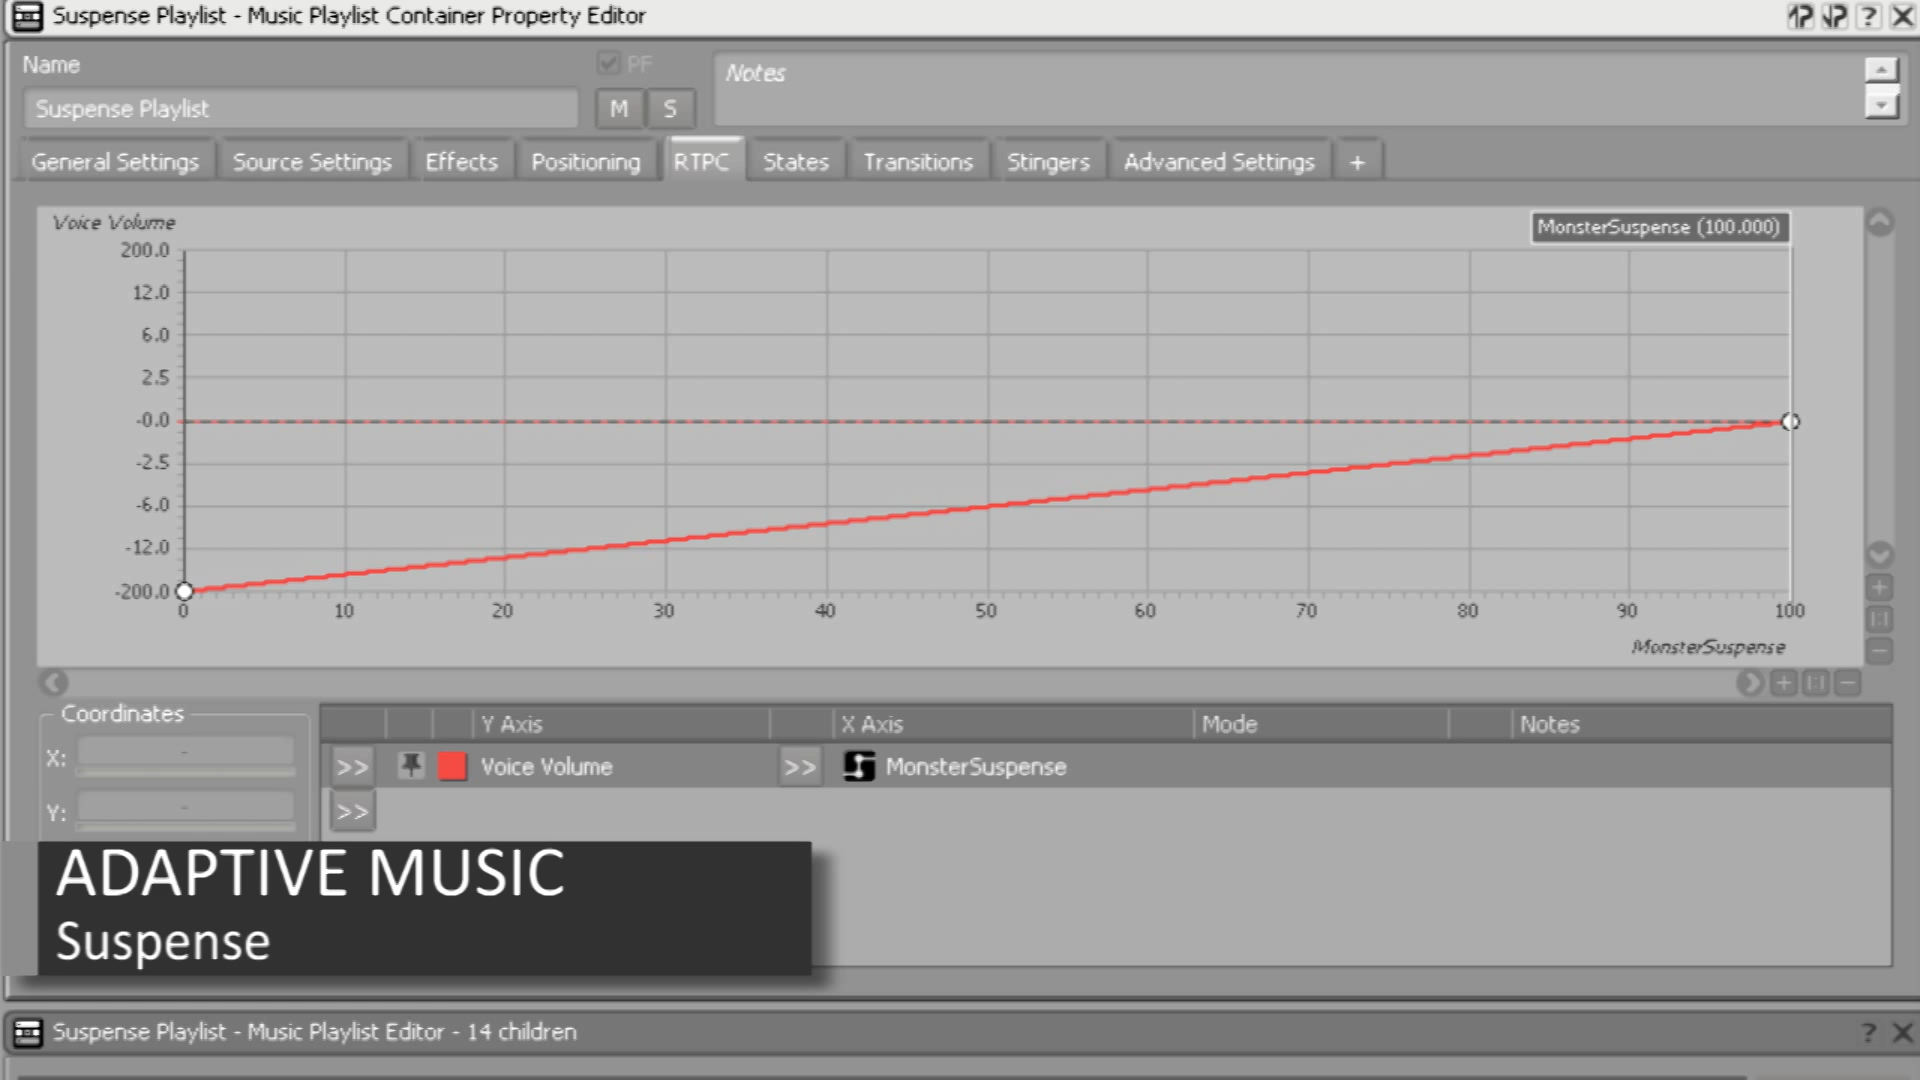 Suspense Playlist - Music Playlist Container Property Editor
Name
PF
Notes
Suspense Playlist
M S
General Settings Source Settings Effects Positioning RTPC States Transitions Stingers Advanced Settings +
Voice Volume
MonsterSuspense (100.000)
200.0
12.0
6.0
2.5
-0.0
-2.5
-6.0
-12.0
-200.0
0 10 20 30 40 50 60 70 80 90 100
MonsterSuspense
Coordinates
Y Axis X Axis Mode Notes
X: -
>> Voice Volume >> MonsterSuspense
Y: -
>>
ADAPTIVE MUSIC
Suspense
Suspense Playlist - Music Playlist Editor - 14 children